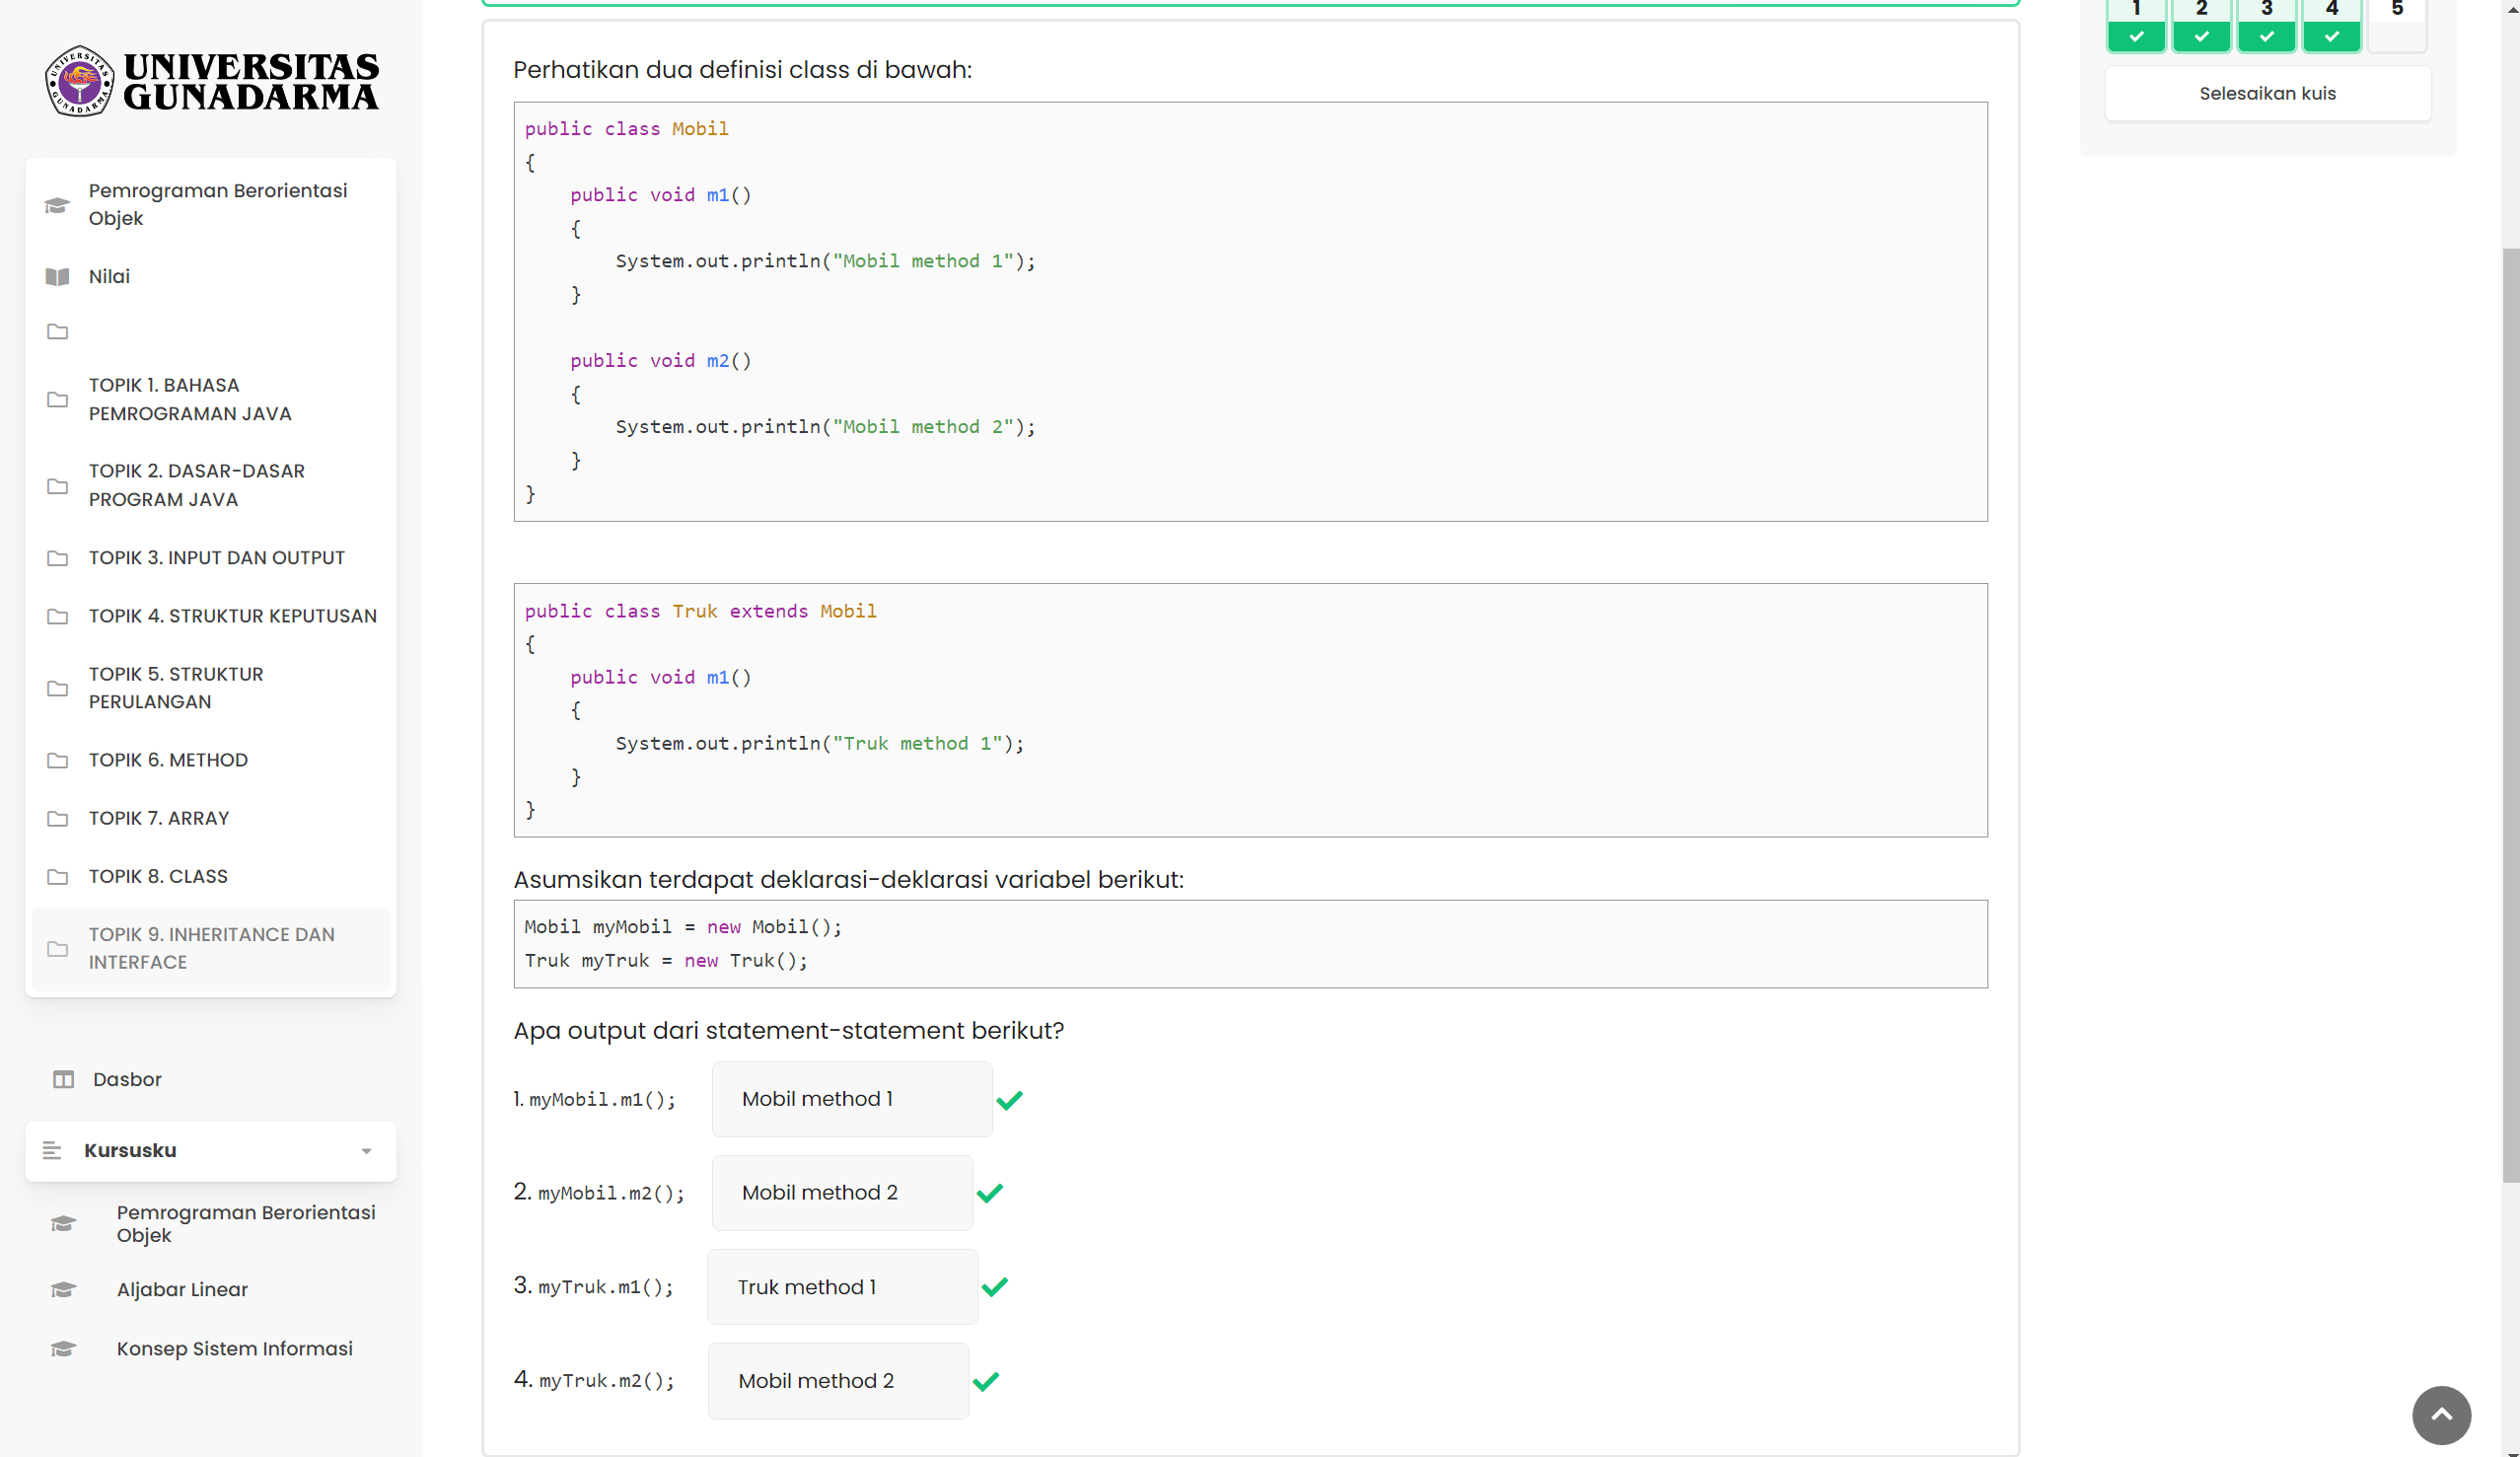 UNIVERSITAS
GUNADARMA
Pemrograman Berorientasi
Objek
Nilai
TOPIK 1. BAHASA
PEMROGRAMAN JAVA
TOPIK 2. DASAR-DASAR
PROGRAM JAVA
TOPIK 3. INPUT DAN OUTPUT
TOPIK 4. STRUKTUR KEPUTUSAN
TOPIK 5. STRUKTUR
PERULANGAN
TOPIK 6. METHOD
TOPIK 7. ARRAY
TOPIK 8. CLASS
TOPIK 9. INHERITANCE DAN
INTERFACE
Dasbor
Kursusku
Pemrograman Berorientasi
Objek
Aljabar Linear
Konsep Sistem Informasi
Perhatikan dua definisi class di bawah:
public class Mobil
{
    public void m1()
    {
        System.out.println("Mobil method 1");
    }
    public void m2()
    {
        System.out.println("Mobil method 2");
    }
}
public class Truk extends Mobil
{
    public void m1()
    {
        System.out.println("Truk method 1");
    }
}
Asumsikan terdapat deklarasi-deklarasi variabel berikut:
Mobil myMobil = new Mobil();
Truk myTruk = new Truk();
Apa output dari statement-statement berikut?
1. myMobil.m1(); Mobil method 1
2. myMobil.m2(); Mobil method 2
3. myTruk.m1(); Truk method 1
4. myTruk.m2(); Mobil method 2
1 2 3 4 5
Selesaikan kuis